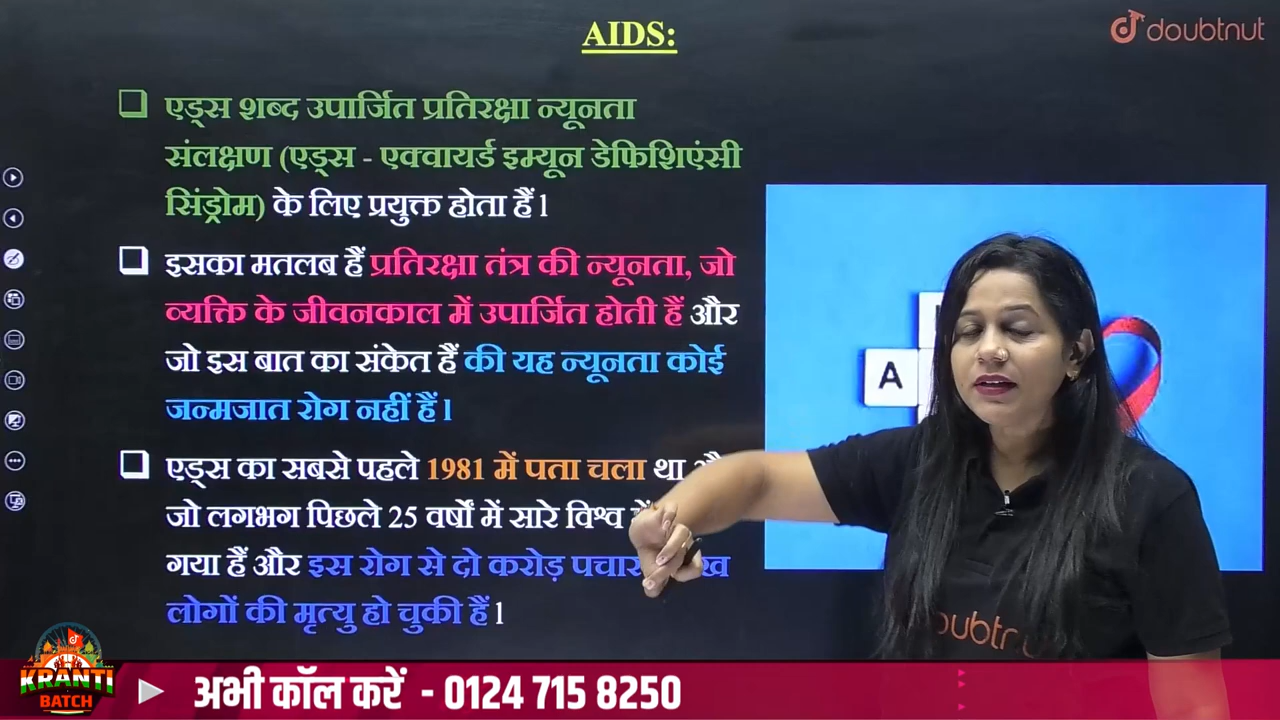 AIDS:
doubtnut
एड्स शब्द उपार्जित प्रतिरक्षा न्यूनता
संलक्षण (एड्स - एक्वायर्ड इम्यून डेफिशिएंसी
सिंड्रोम) के लिए प्रयुक्त होता हैं l
इसका मतलब हैं प्रतिरक्षा तंत्र की न्यूनता, जो
व्यक्ति के जीवनकाल में उपार्जित होती हैं और
जो इस बात का संकेत हैं की यह न्यूनता कोई
जन्मजात रोग नहीं हैं l
एड्स का सबसे पहले 1981 में पता चला था
जो लगभग पिछले 25 वर्षों में सारे विश्व
गया हैं और इस रोग से दो करोड़
लोगों की मृत्यु हो चुकी हैं l
A
KRANTI
BATCH
अभी कॉल करें - 0124 715 8250